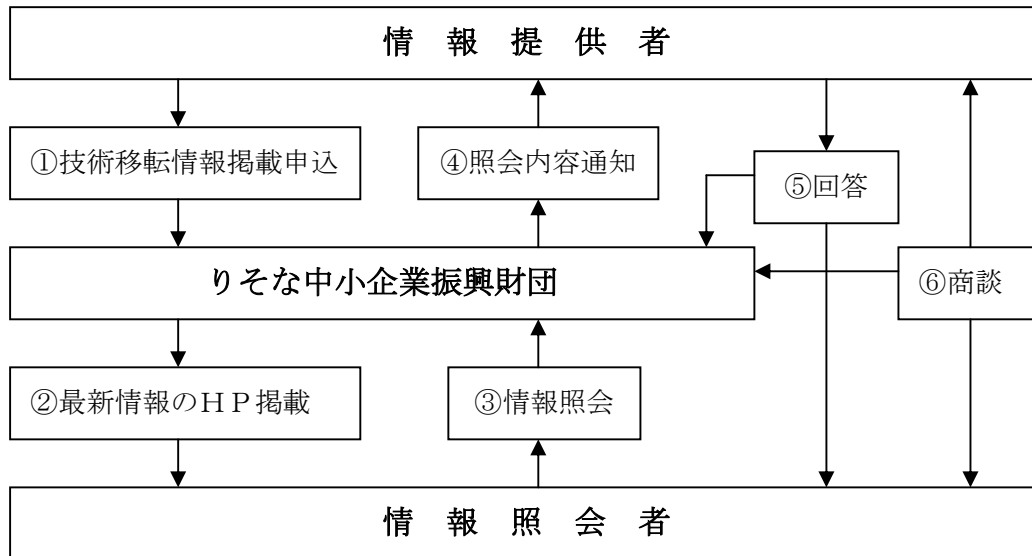 情 報 提 供 者
①技術移転情報掲載申込
④照会内容通知
⑤回答
りそな中小企業振興財団
⑥商談
②最新情報のＨＰ掲載
③情報照会
情 報 照 会 者